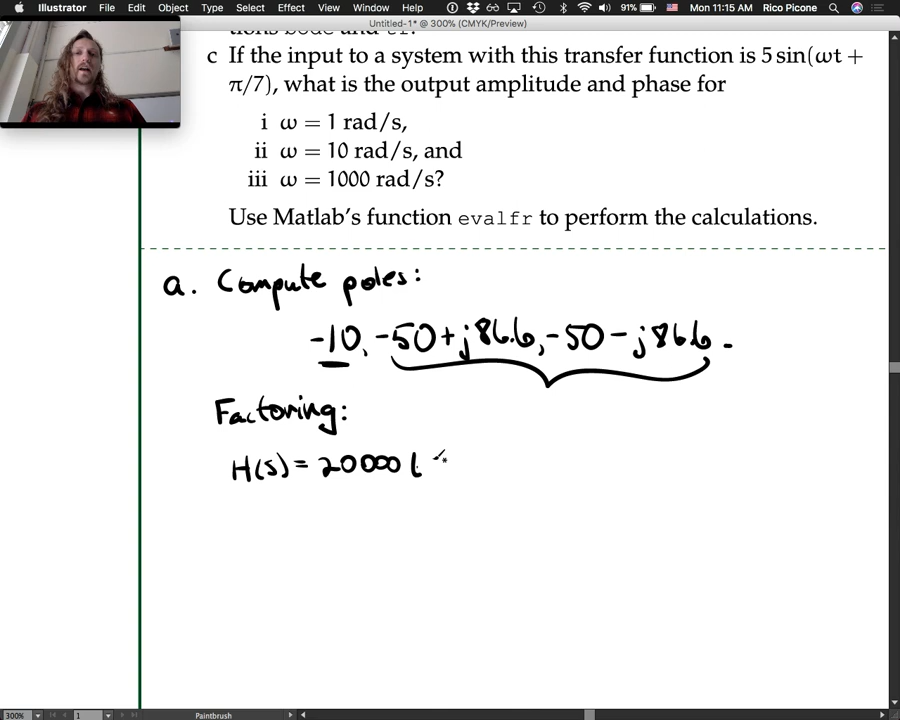 Illustrator File Edit Object Type Select Effect View Window Help 91% Mon 11:15 AM Rico Picone
Untitled-1* @ 300% (CMYK/Preview)
c If the input to a system with this transfer function is 5 sin(ωt +
π/7), what is the output amplitude and phase for
i ω = 1 rad/s,
ii ω = 10 rad/s, and
iii ω = 1000 rad/s?
Use Matlab's function evalfr to perform the calculations.
a. Compute poles:
-10, -50+j86.6, -50-j86.6.
Factoring:
H(s) = 20000 (
300% 1 Paintbrush